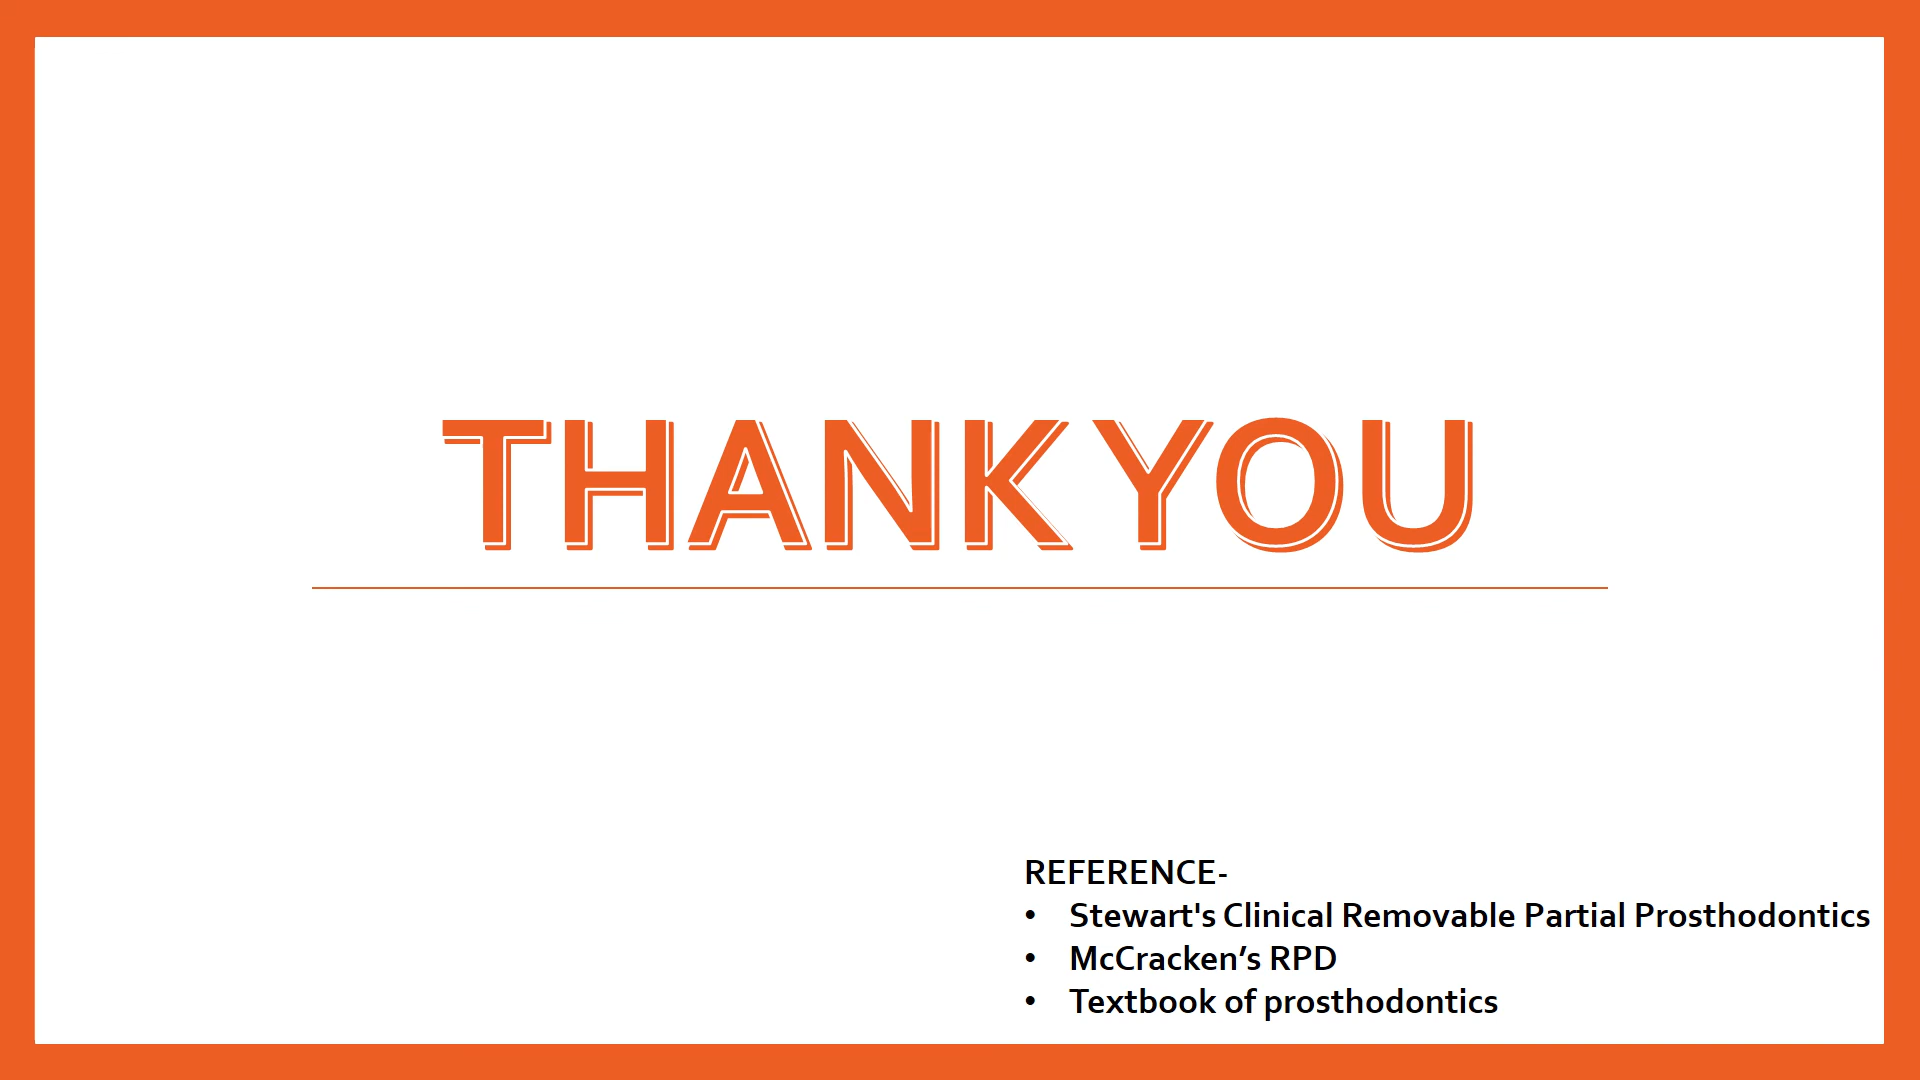 THANK YOU
REFERENCE-
• Stewart's Clinical Removable Partial Prosthodontics
• McCracken’s RPD
• Textbook of prosthodontics